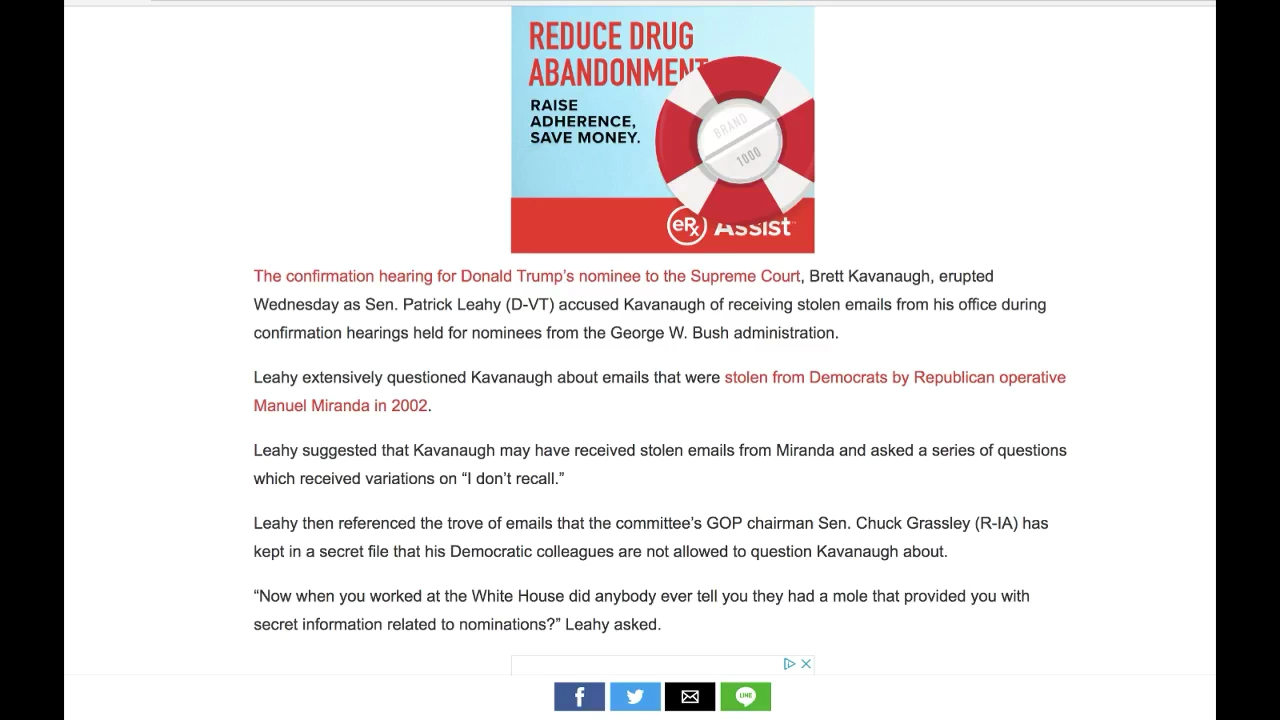 REDUCE DRUG
ABANDONMENT
RAISE
ADHERENCE,
SAVE MONEY.
BRAND
1000
eRx Assist
The confirmation hearing for Donald Trump’s nominee to the Supreme Court, Brett Kavanaugh, erupted
Wednesday as Sen. Patrick Leahy (D-VT) accused Kavanaugh of receiving stolen emails from his office during
confirmation hearings held for nominees from the George W. Bush administration.
Leahy extensively questioned Kavanaugh about emails that were stolen from Democrats by Republican operative
Manuel Miranda in 2002.
Leahy suggested that Kavanaugh may have received stolen emails from Miranda and asked a series of questions
which received variations on “I don’t recall.”
Leahy then referenced the trove of emails that the committee’s GOP chairman Sen. Chuck Grassley (R-IA) has
kept in a secret file that his Democratic colleagues are not allowed to question Kavanaugh about.
“Now when you worked at the White House did anybody ever tell you they had a mole that provided you with
secret information related to nominations?” Leahy asked.
LINE